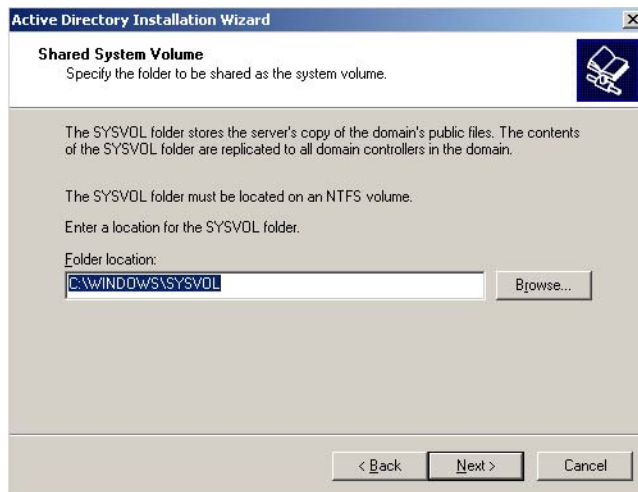 Active Directory Installation Wizard
Shared System Volume
Specify the folder to be shared as the system volume.
The SYSVOL folder stores the server's copy of the domain's public files. The contents
of the SYSVOL folder are replicated to all domain controllers in the domain.
The SYSVOL folder must be located on an NTFS volume.
Enter a location for the SYSVOL folder.
Folder location:
C:\WINDOWS\SYSVOL
Browse...
< Back
Next >
Cancel